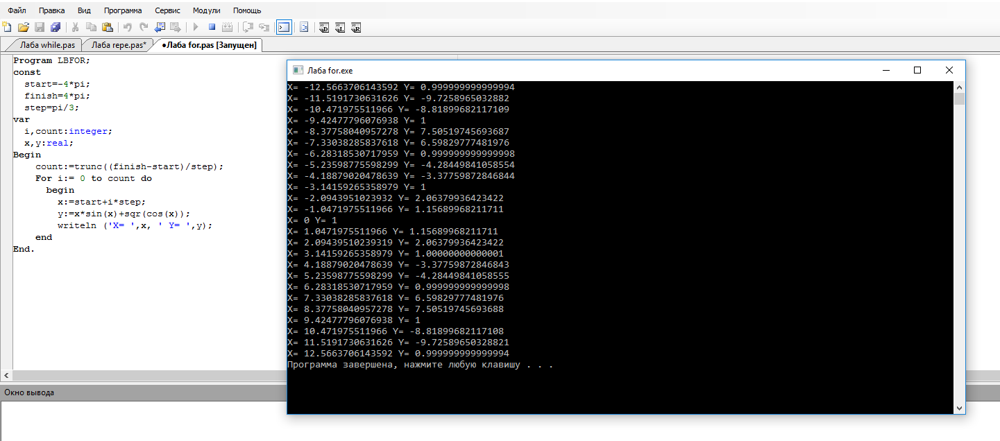 Файл Правка Вид Программа Сервис Модули Помощь
Лаба while.pas Лаба repe.pas* •Лаба for.pas [Запущен]
Program LBFOR;
const
start=-4*pi;
finish=4*pi;
step=pi/3;
var
i,count:integer;
x,y:real;
Begin
count:=trunc((finish-start)/step);
For i:= 0 to count do
begin
x:=start+i*step;
y:=x*sin(x)+sqr(cos(x));
writeln ('X= ',x, ' Y= ',y);
end
End.
Окно вывода
Лаба for.exe
X= -12.5663706143592 Y= 0.999999999999994
X= -11.5191730631626 Y= -9.7258965032882
X= -10.471975511966 Y= -8.81899682117109
X= -9.42477796076938 Y= 1
X= -8.37758040957278 Y= 7.50519745693687
X= -7.33038285837618 Y= 6.59829777481976
X= -6.28318530717959 Y= 0.999999999999998
X= -5.23598775598299 Y= -4.28449841058554
X= -4.18879020478639 Y= -3.37759872846844
X= -3.14159265358979 Y= 1
X= -2.0943951023932 Y= 2.06379936423422
X= -1.0471975511966 Y= 1.15689968211711
X= 0 Y= 1
X= 1.0471975511966 Y= 1.15689968211711
X= 2.09439510239319 Y= 2.06379936423422
X= 3.14159265358979 Y= 1.00000000000001
X= 4.18879020478639 Y= -3.37759872846843
X= 5.23598775598299 Y= -4.28449841058555
X= 6.28318530717959 Y= 0.999999999999998
X= 7.33038285837618 Y= 6.59829777481976
X= 8.37758040957278 Y= 7.50519745693688
X= 9.42477796076938 Y= 1
X= 10.471975511966 Y= -8.81899682117108
X= 11.5191730631626 Y= -9.72589650328821
X= 12.5663706143592 Y= 0.999999999999994
Программа завершена, нажмите любую клавишу . . .